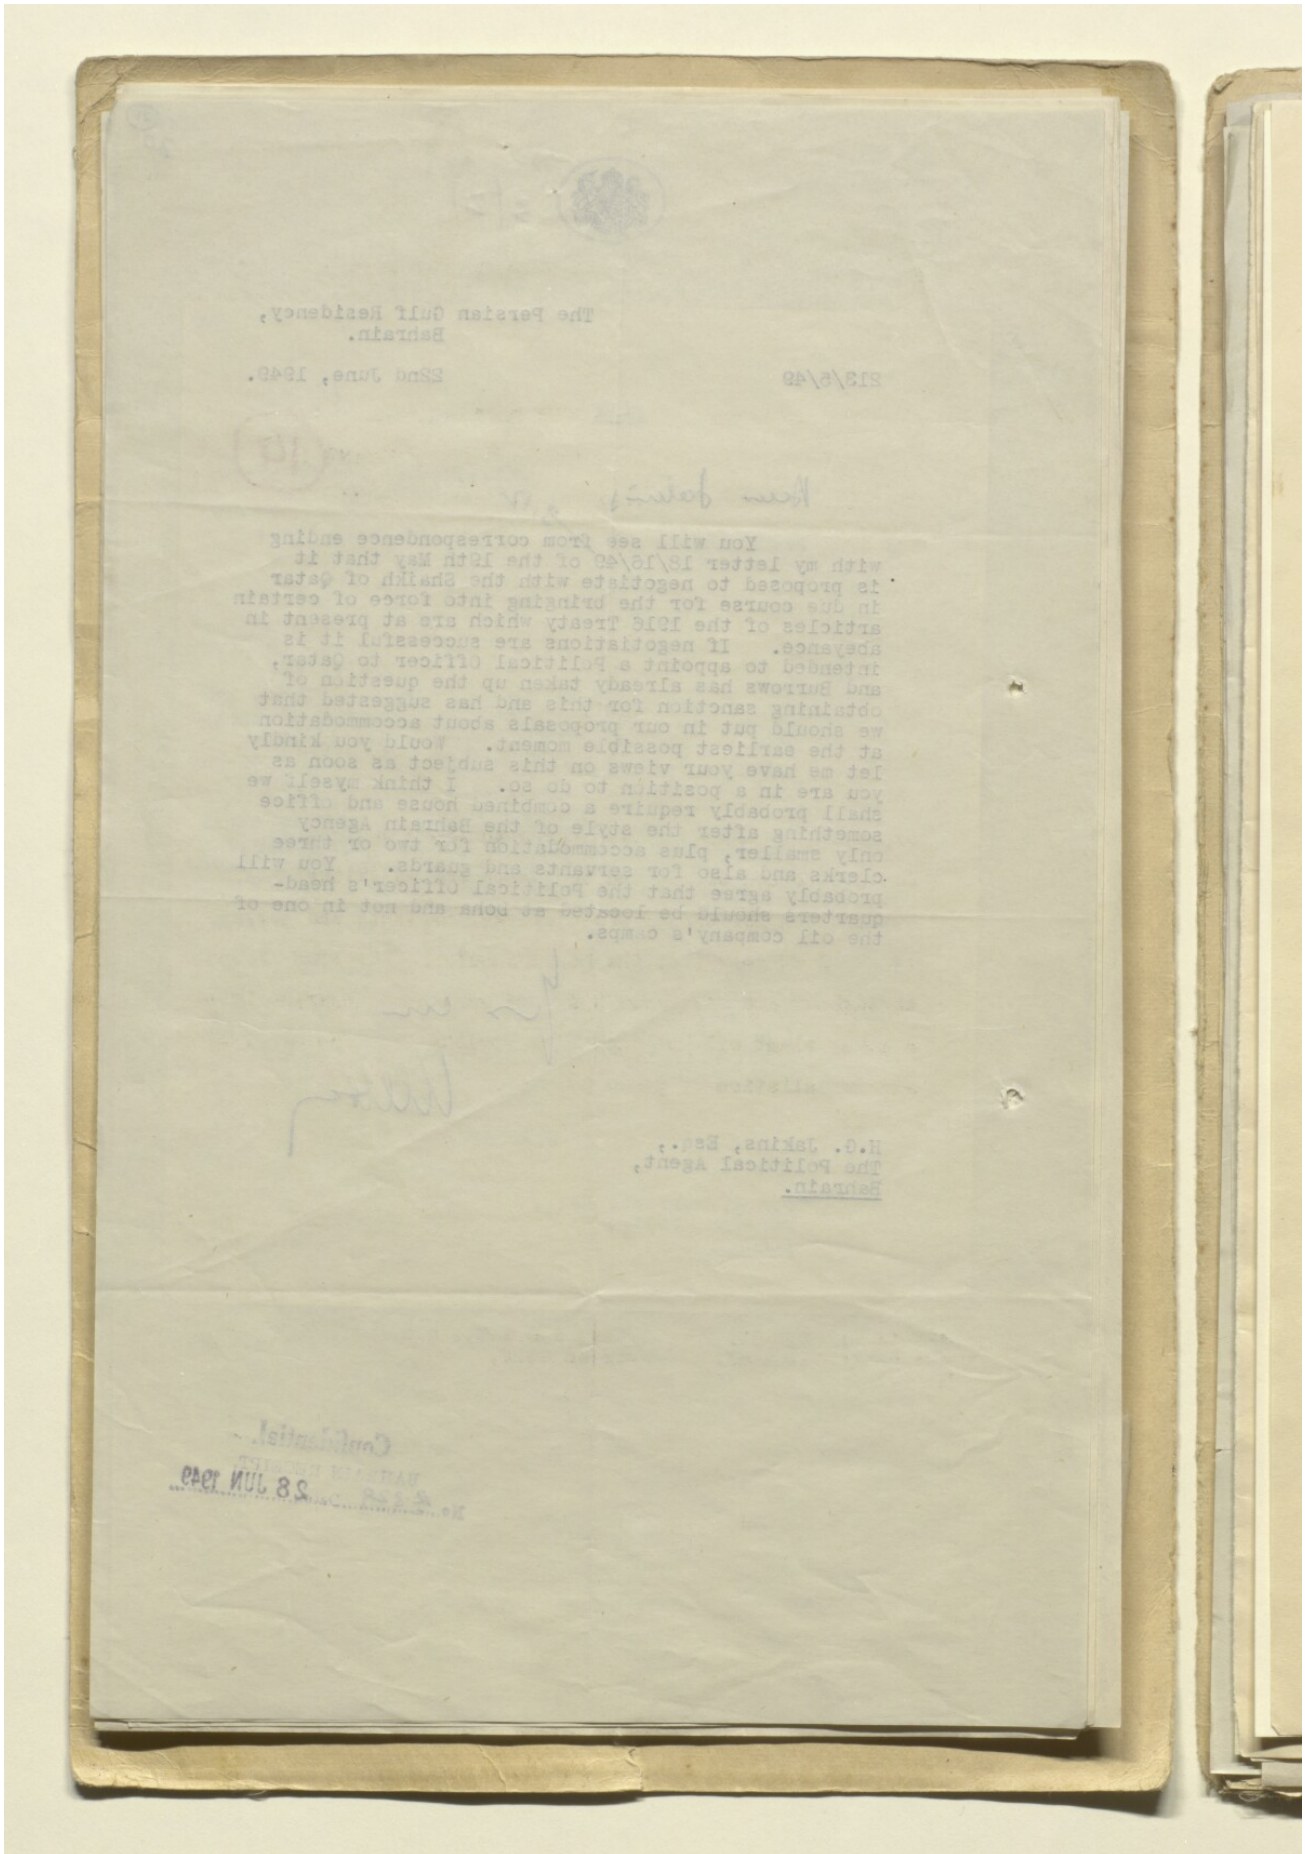 The Persian Gulf Residency,
Bahrain.
213/5/49 22nd June, 1949.
16
You will see from correspondence ending
with my letter 18/16/49 of the 19th May that it
is proposed to negotiate with the Shaikh of Qatar
in due course for the bringing into force of certain
articles of the 1916 Treaty which are at present in
abeyance. If negotiations are successful it is
intended to appoint a Political Officer to Qatar,
and Burrows has already taken up the question of
obtaining sanction for this and has suggested that
we should put in our proposals about accommodation
at the earliest possible moment. Would you kindly
let me have your views on this subject as soon as
you are in a position to do so. I think myself we
shall probably require a combined house and office
something after the style of the Bahrain Agency
only smaller, plus accommodation for two or three
clerks and also for servants and guards. You will
probably agree that the Political Officer's head-
quarters should be located at Doha and not in one of
the oil company's camps.
H.G. Jakins, Esq.,
The Political Agent,
Bahrain.
Confidential.
BAHRAIN RECEIPT
No. Date 28 JUN 1949